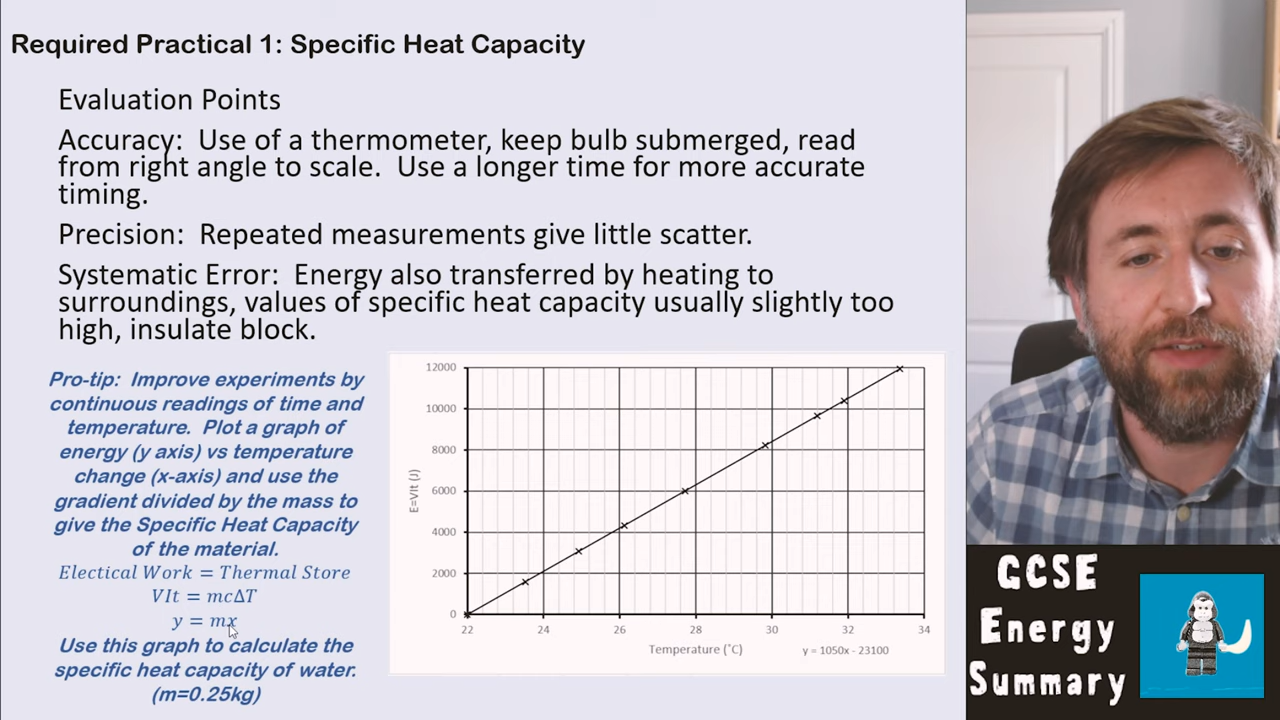 Required Practical 1: Specific Heat Capacity
Evaluation Points
Accuracy: Use of a thermometer, keep bulb submerged, read
from right angle to scale. Use a longer time for more accurate
timing.
Precision: Repeated measurements give little scatter.
Systematic Error: Energy also transferred by heating to
surroundings, values of specific heat capacity usually slightly too
high, insulate block.
Pro-tip: Improve experiments by
continuous readings of time and
temperature. Plot a graph of
energy (y axis) vs temperature
change (x-axis) and use the
gradient divided by the mass to
give the Specific Heat Capacity
of the material.
Electical Work = Thermal Store
VIt = mcΔT
y = mx
Use this graph to calculate the
specific heat capacity of water.
(m=0.25kg)
E=VIt (J)
12000
10000
8000
6000
4000
2000
0
22 24 26 28 30 32 34
Temperature (˚C)
y = 1050x - 23100
GCSE
Energy
Summary